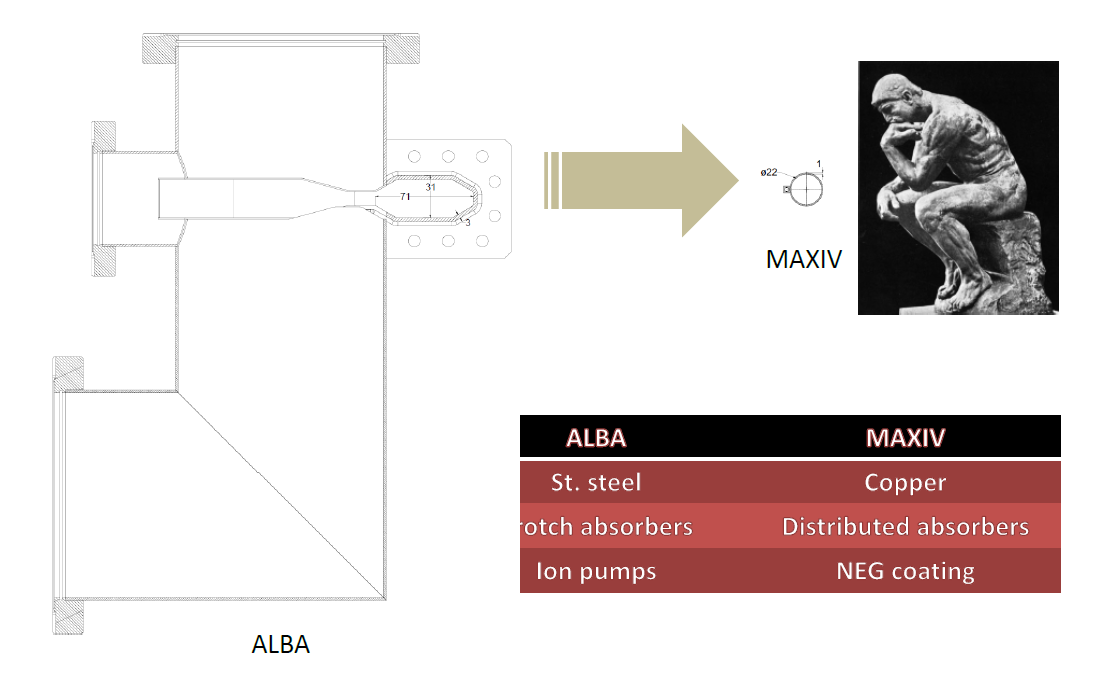 31
71
3
ø22
1
MAXIV
ALBA MAXIV
St. steel Copper
rotch absorbers Distributed absorbers
Ion pumps NEG coating
ALBA